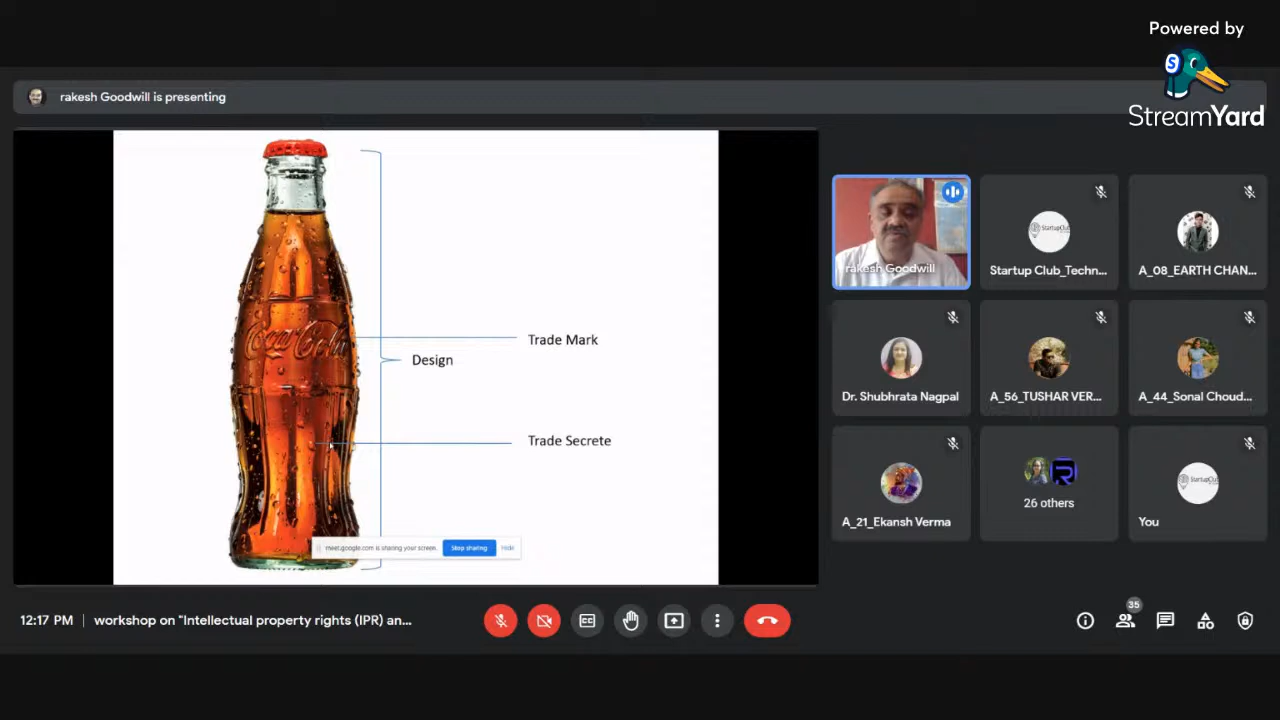 Powered by
StreamYard
rakesh Goodwill is presenting
Coca-Cola
Trade Mark
Design
Trade Secrete
meet.google.com is sharing your screen.
Stop sharing
Hide
rakesh Goodwill
Startup Club_Techn...
A_08_EARTH CHAN...
Dr. Shubhrata Nagpal
A_56_TUSHAR VER...
A_44_Sonal Choud...
A_21_Ekansh Verma
26 others
You
12:17 PM | workshop on "Intellectual property rights (IPR) an...
35